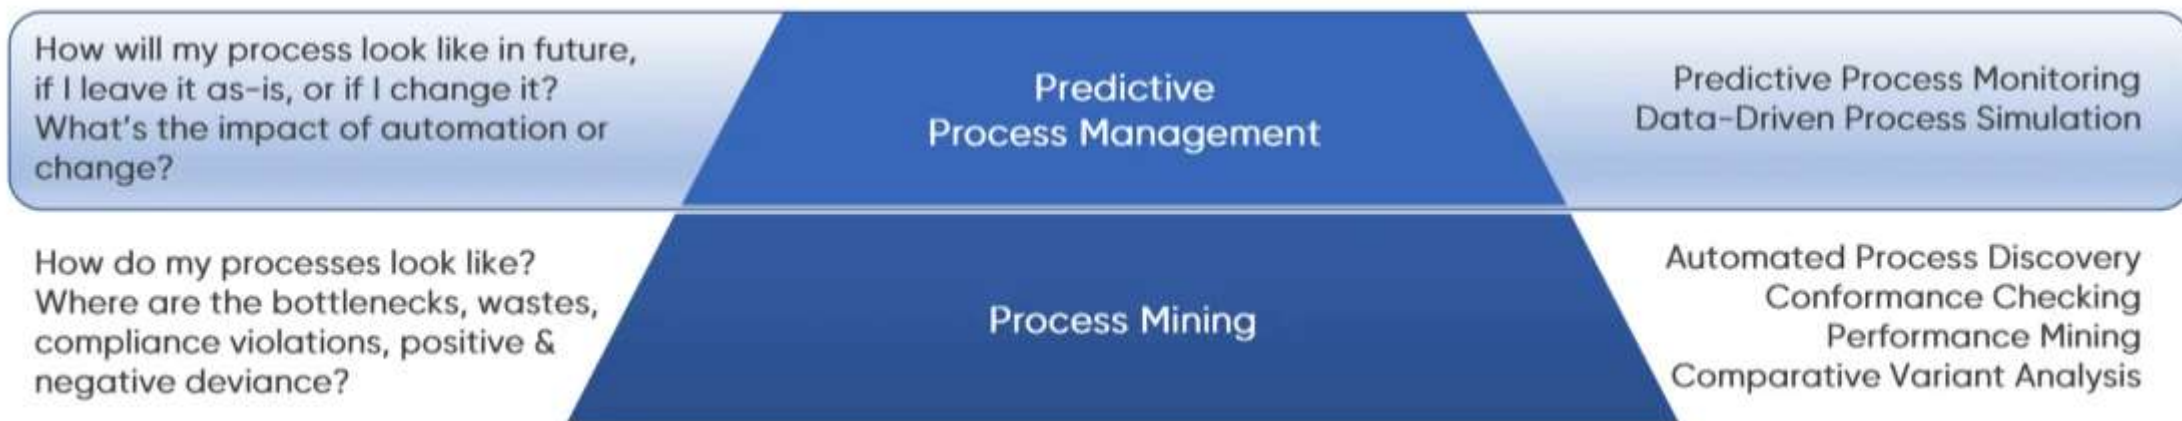 How will my process look like in future,
if I leave it as-is, or if I change it?
What's the impact of automation or
change?
Predictive
Process Management
Predictive Process Monitoring
Data-Driven Process Simulation
How do my processes look like?
Where are the bottlenecks, wastes,
compliance violations, positive &
negative deviance?
Process Mining
Automated Process Discovery
Conformance Checking
Performance Mining
Comparative Variant Analysis